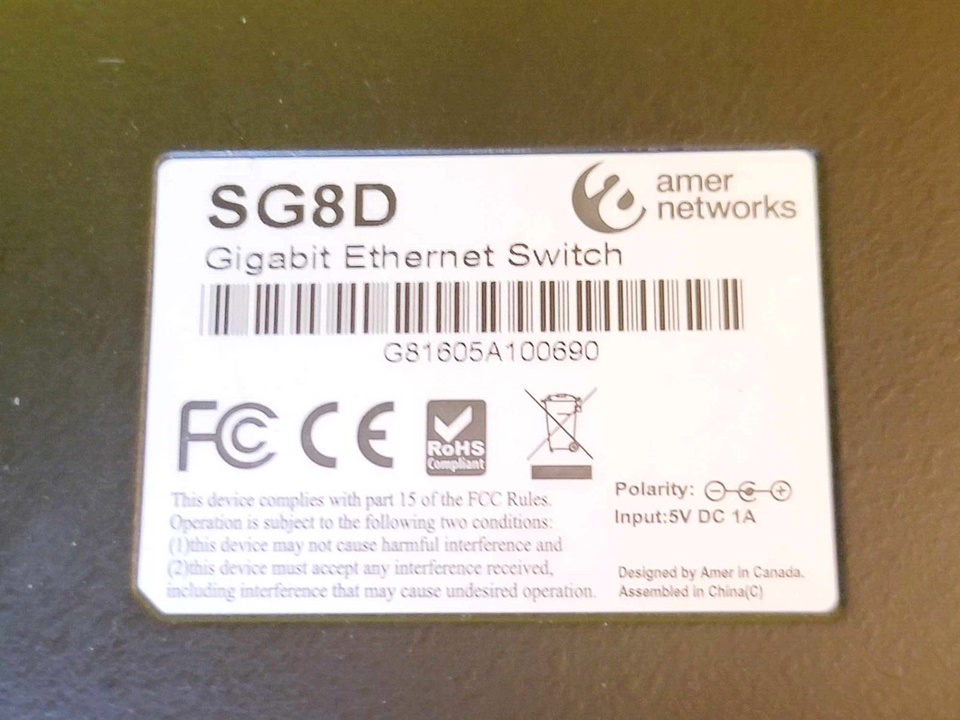 SG8D
amer
networks
Gigabit Ethernet Switch
G81605A100690
FC CE
RoHS
Compliant
This device complies with part 15 of the FCC Rules.
Operation is subject to the following two conditions:
(1)this device may not cause harmful interference and
(2)this device must accept any interference received,
including interference that may cause undesired operation.
Polarity:
Input:5V DC 1A
Designed by Amer in Canada.
Assembled in China(C)